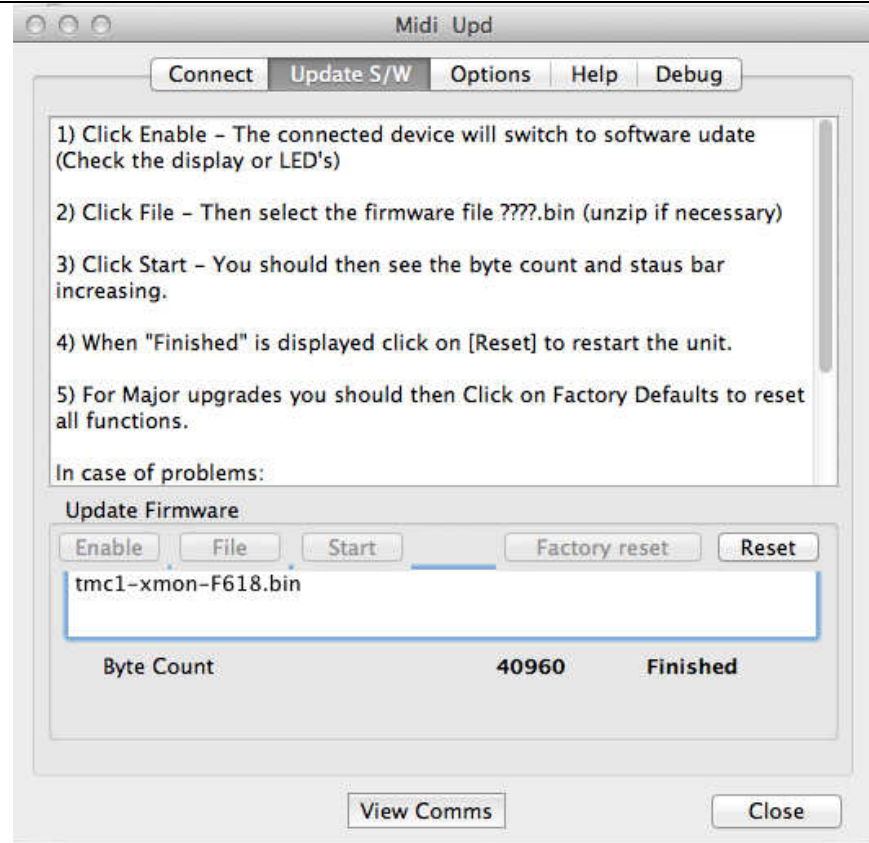 Midi Upd
Connect Update S/W Options Help Debug
1) Click Enable – The connected device will switch to software udate
(Check the display or LED's)
2) Click File – Then select the firmware file ????.bin (unzip if necessary)
3) Click Start – You should then see the byte count and staus bar
increasing.
4) When "Finished" is displayed click on [Reset] to restart the unit.
5) For Major upgrades you should then Click on Factory Defaults to reset
all functions.
In case of problems:
Update Firmware
Enable File Start Factory reset Reset
tmc1-xmon-F618.bin
Byte Count 40960 Finished
View Comms Close